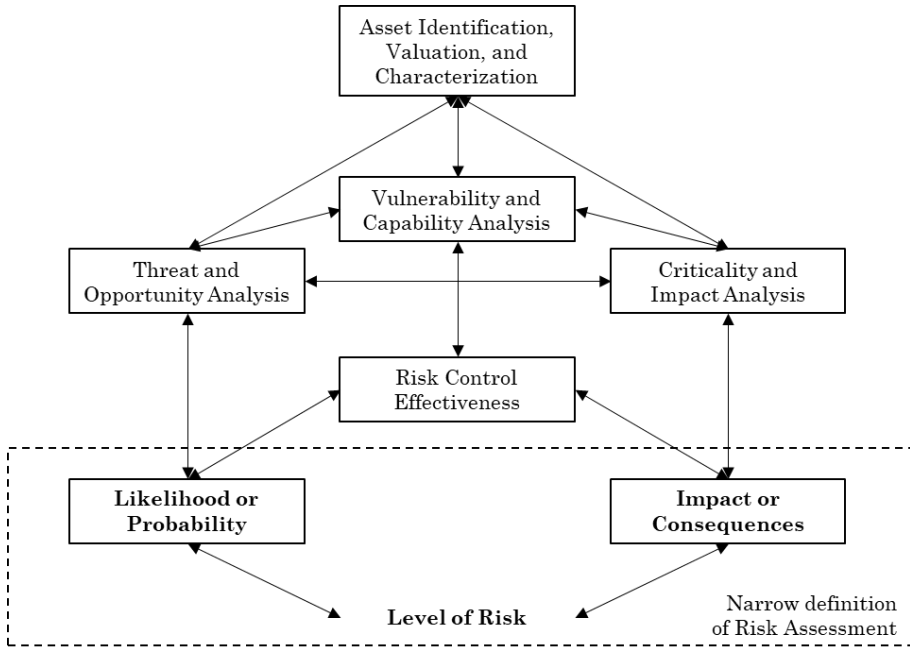 Asset Identification,
Valuation, and
Characterization
Vulnerability and
Capability Analysis
Threat and
Opportunity Analysis
Criticality and
Impact Analysis
Risk Control
Effectiveness
Likelihood or
Probability
Impact or
Consequences
Level of Risk
Narrow definition
of Risk Assessment